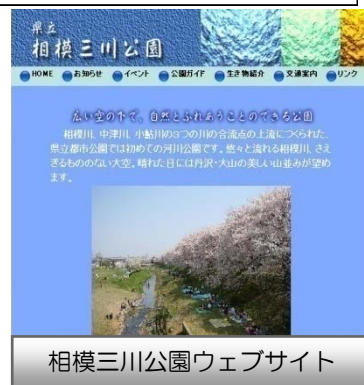 県立
相模三川公園
HOME お知らせ イベント 公園ガイド 生き物紹介 交通案内 リンク
広い空の下で、自然とふれあうことのできる公園
相模川、中津川、小鮎川の3つの川の合流点の上流につくられた、
県立都市公園では初めての河川公園です。悠々と流れる相模川、さえ
ぎるもののない大空。晴れた日には丹沢・大山の美しい山並みが望め
ます。
相模三川公園ウェブサイト